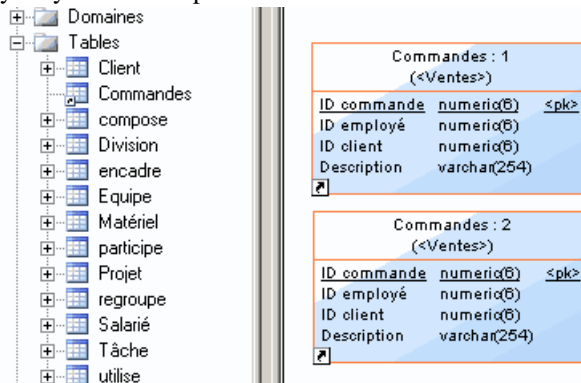 Domaines
Tables
Client
Commandes
compose
Division
encadre
Equipe
Matériel
participe
Projet
regroupe
Salarié
Tâche
utilise
Commandes : 1
(<Ventes>)
ID commande numeric(6) <pk>
ID employé numeric(6)
ID client numeric(6)
Description varchar(254)
Commandes : 2
(<Ventes>)
ID commande numeric(6) <pk>
ID employé numeric(6)
ID client numeric(6)
Description varchar(254)